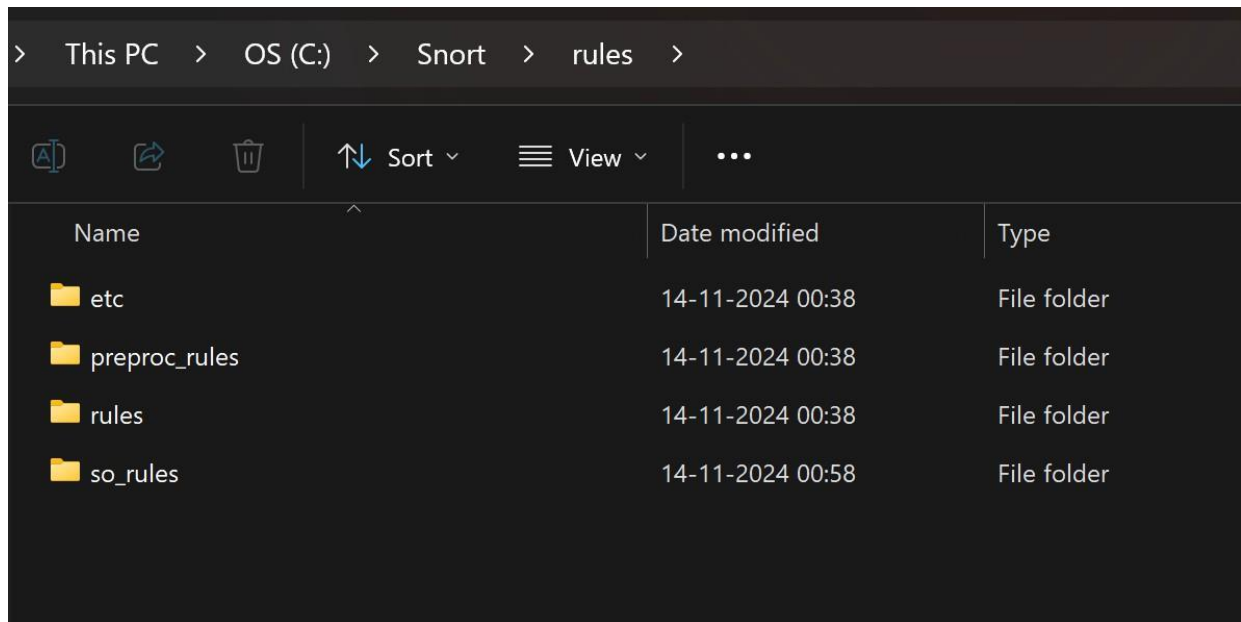 > This PC > OS (C:) > Snort > rules >
A Sort View •••
Name Date modified Type
etc 14-11-2024 00:38 File folder
preproc_rules 14-11-2024 00:38 File folder
rules 14-11-2024 00:38 File folder
so_rules 14-11-2024 00:58 File folder